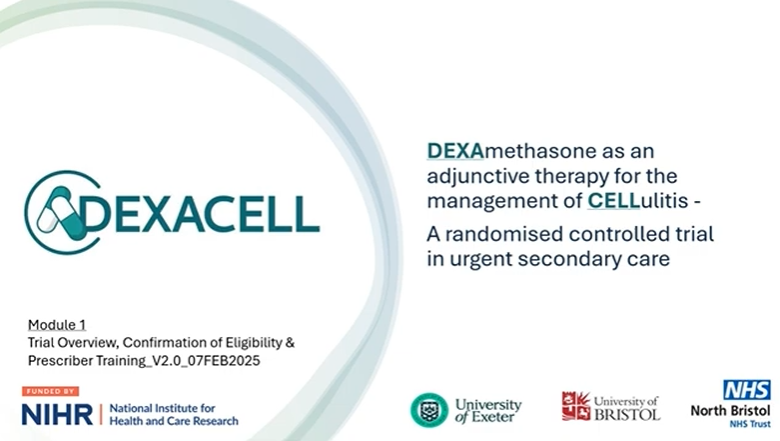 DEXACELL
DEXAmethasone as an
adjunctive therapy for the
management of CELLulitis -
A randomised controlled trial
in urgent secondary care
Module 1
Trial Overview, Confirmation of Eligibility &
Prescriber Training_V2.0_07FEB2025
FUNDED BY
NIHR | National Institute for
Health and Care Research
University of
Exeter
University of
BRISTOL
NHS
North Bristol
NHS Trust